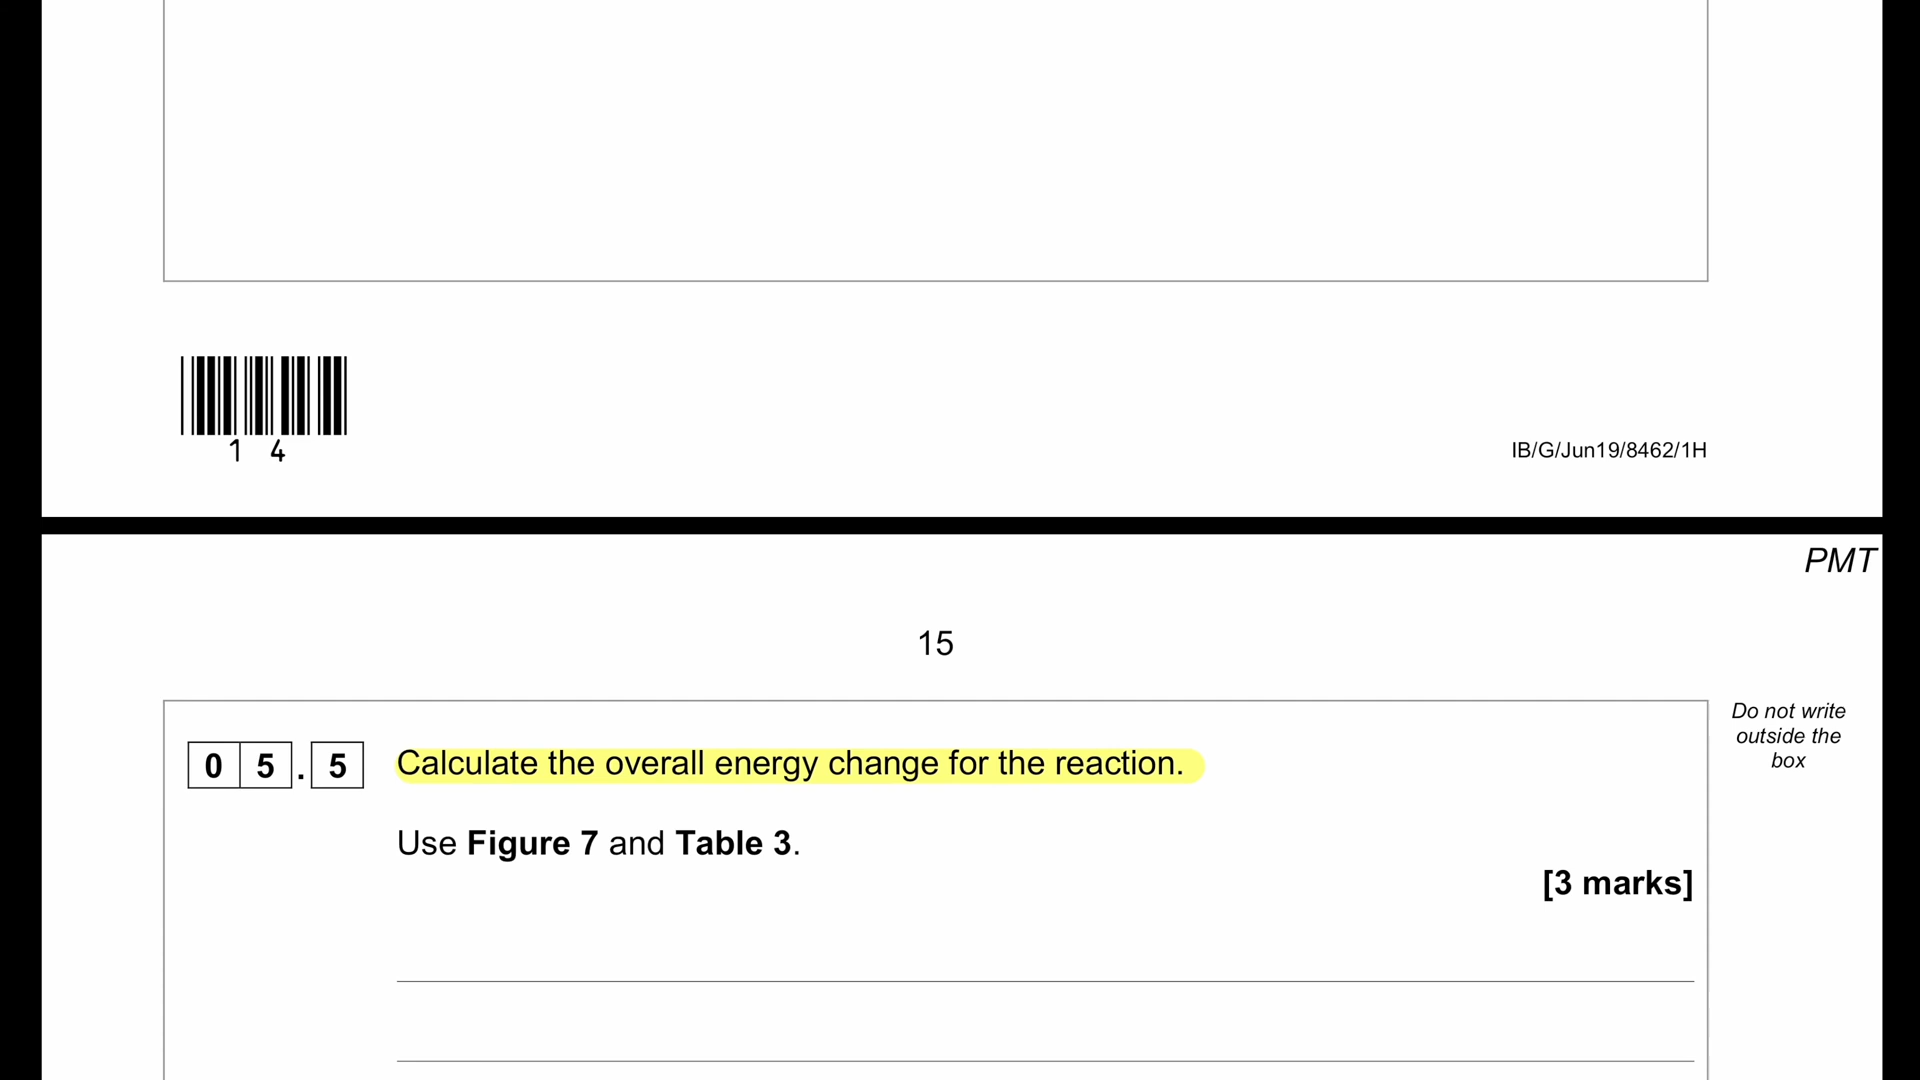 1 4
IB/G/Jun19/8462/1H
PMT
15
Do not write
outside the
box
0 5 . 5 Calculate the overall energy change for the reaction.
Use Figure 7 and Table 3.
[3 marks]